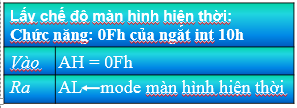 Lấy chế độ màn hình hiện thời:
Chức năng: 0Fh của ngắt int 10h
Vào AH = 0Fh
Ra AL←mode màn hình hiện thời